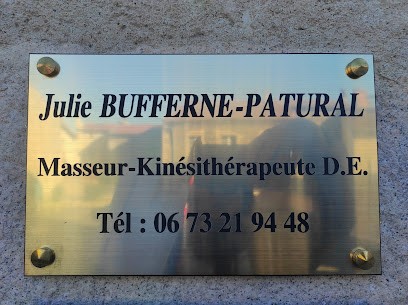 Julie BUFFERNE-PATURAL
Masseur-Kinésithérapeute D.E.
Tél : 06 73 21 94 48